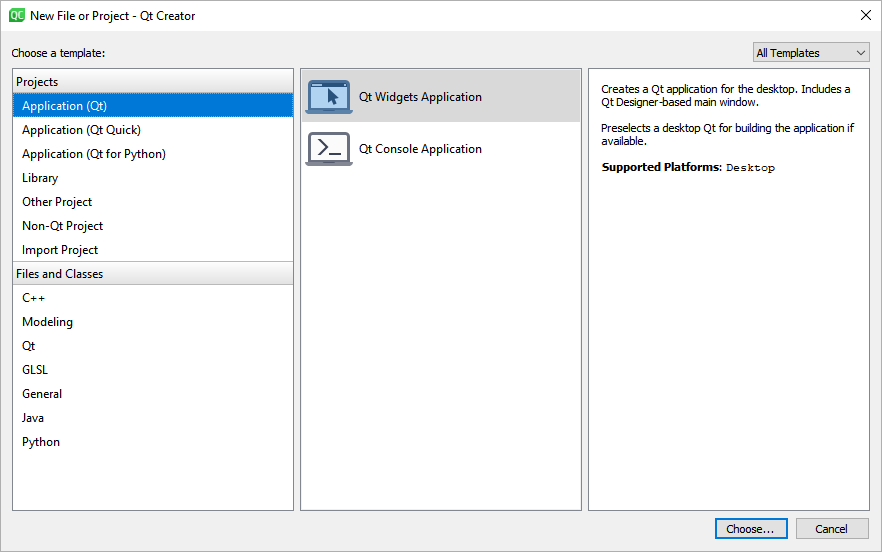 QC New File or Project - Qt Creator
Choose a template:
All Templates
Projects
Application (Qt)
Application (Qt Quick)
Application (Qt for Python)
Library
Other Project
Non-Qt Project
Import Project
Files and Classes
C++
Modeling
Qt
GLSL
General
Java
Python
Qt Widgets Application
Qt Console Application
Creates a Qt application for the desktop. Includes a
Qt Designer-based main window.
Preselects a desktop Qt for building the application if
available.
Supported Platforms: Desktop
Choose...
Cancel